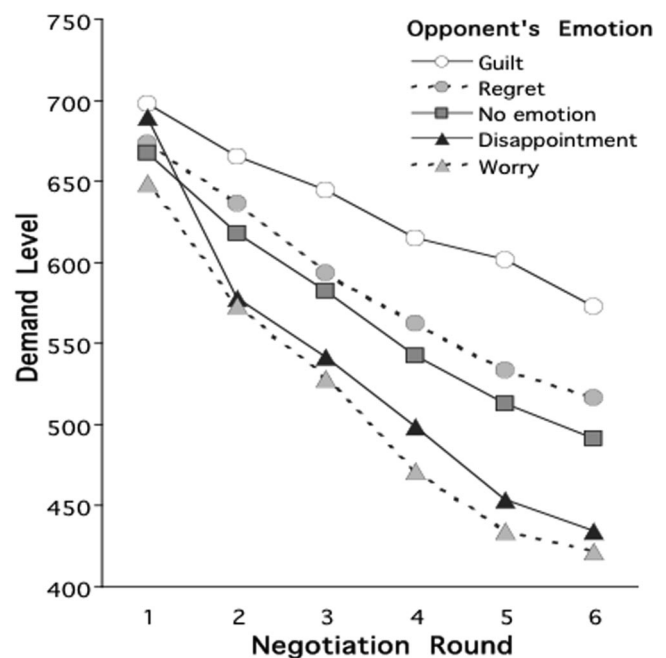 750
700
650
600
550
500
450
400
Demand Level
Opponent's Emotion
Guilt
Regret
No emotion
Disappointment
Worry
1 2 3 4 5 6
Negotiation Round